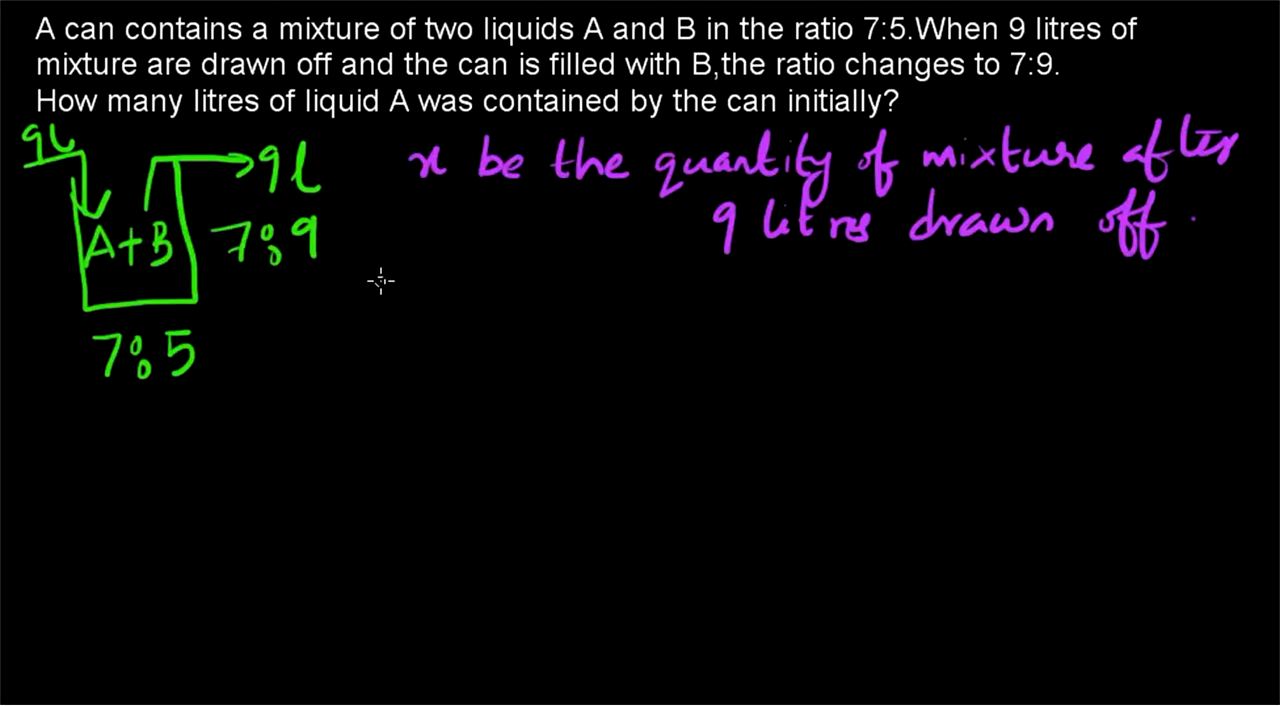 A can contains a mixture of two liquids A and B in the ratio 7:5.When 9 litres of
mixture are drawn off and the can is filled with B,the ratio changes to 7:9.
How many litres of liquid A was contained by the can initially?
9L
9l
x be the quantity of mixture after
9 litres drawn off.
A+B
7:9
7:5